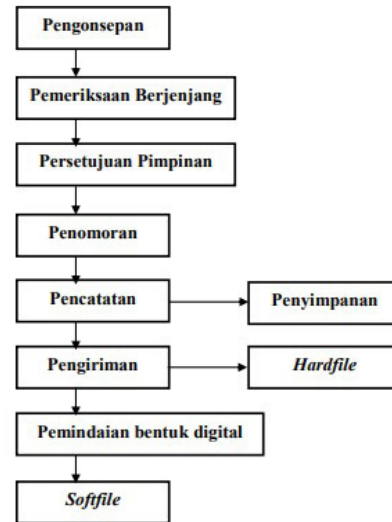 Pengonsepan
Pemeriksaan Berjenjang
Persetujuan Pimpinan
Penomoran
Pencatatan
Penyimpanan
Pengiriman
Hardfile
Pemindaian bentuk digital
Softfile